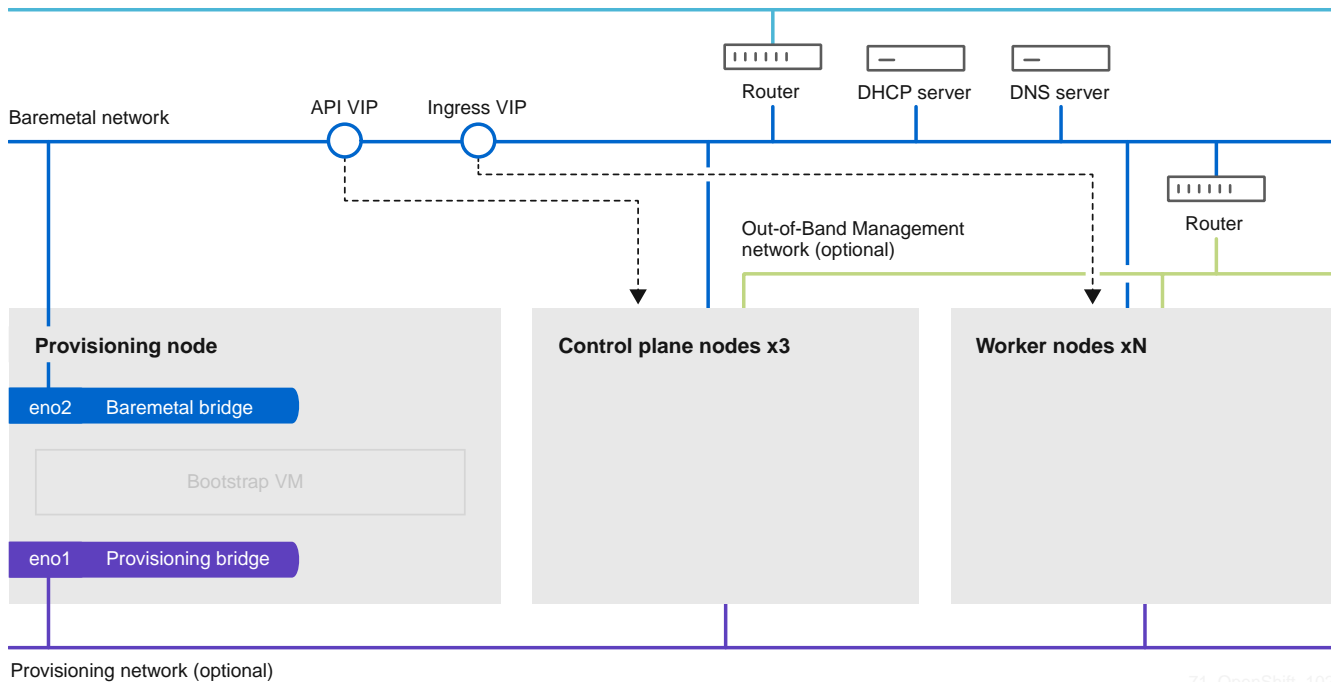 Router
DHCP server
DNS server
API VIP
Ingress VIP
Baremetal network
Router
Out-of-Band Management
network (optional)
Provisioning node
Control plane nodes x3
Worker nodes xN
eno2
Baremetal bridge
Bootstrap VM
eno1
Provisioning bridge
Provisioning network (optional)